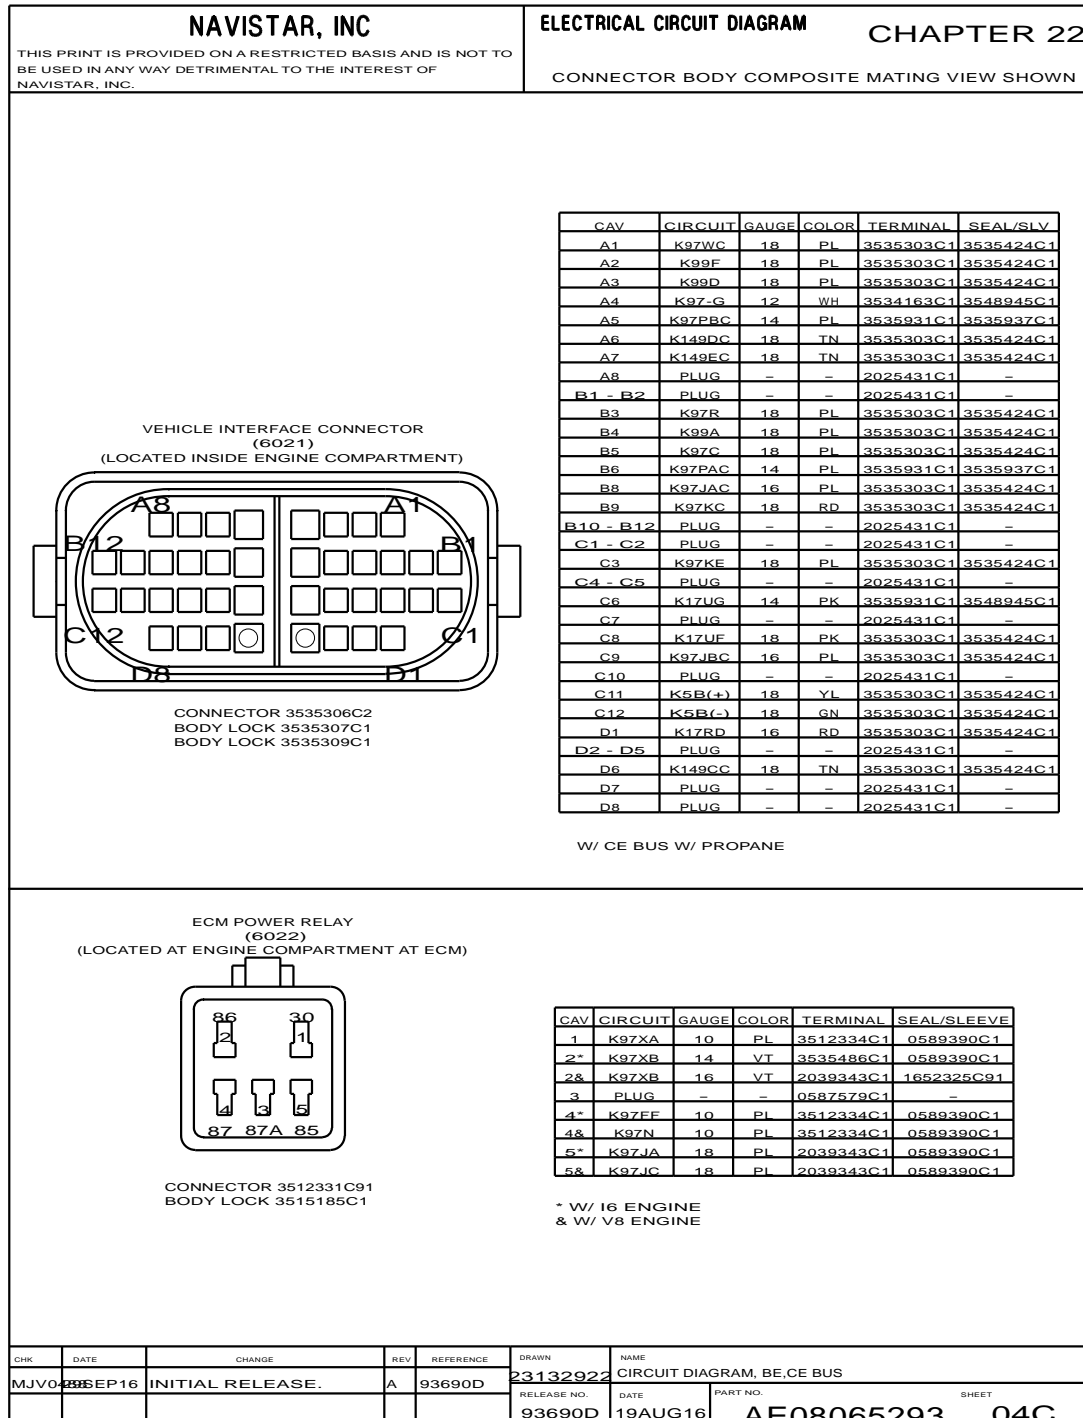 NAVISTAR, INC
THIS PRINT IS PROVIDED ON A RESTRICTED BASIS AND IS NOT TO
BE USED IN ANY WAY DETRIMENTAL TO THE INTEREST OF
NAVISTAR, INC.
ELECTRICAL CIRCUIT DIAGRAM
CHAPTER 22
CONNECTOR BODY COMPOSITE MATING VIEW SHOWN
VEHICLE INTERFACE CONNECTOR
(6021)
(LOCATED INSIDE ENGINE COMPARTMENT)
A8 A1
B12 B1
C12 C1
D8 D1
CONNECTOR 3535306C2
BODY LOCK 3535307C1
BODY LOCK 3535309C1
CAV CIRCUIT GAUGE COLOR TERMINAL SEAL/SLV
A1 K97WC 18 PL 3535303C1 3535424C1
A2 K99F 18 PL 3535303C1 3535424C1
A3 K99D 18 PL 3535303C1 3535424C1
A4 K97-G 12 WH 3534163C1 3548945C1
A5 K97PBC 14 PL 3535931C1 3535937C1
A6 K149DC 18 TN 3535303C1 3535424C1
A7 K149EC 18 TN 3535303C1 3535424C1
A8 PLUG – – 2025431C1 –
B1 - B2 PLUG – – 2025431C1 –
B3 K97R 18 PL 3535303C1 3535424C1
B4 K99A 18 PL 3535303C1 3535424C1
B5 K97C 18 PL 3535303C1 3535424C1
B6 K97PAC 14 PL 3535931C1 3535937C1
B8 K97JAC 16 PL 3535303C1 3535424C1
B9 K97KC 18 RD 3535303C1 3535424C1
B10 - B12 PLUG – – 2025431C1 –
C1 - C2 PLUG – – 2025431C1 –
C3 K97KE 18 PL 3535303C1 3535424C1
C4 - C5 PLUG – – 2025431C1 –
C6 K17UG 14 PK 3535931C1 3548945C1
C7 PLUG – – 2025431C1 –
C8 K17UF 18 PK 3535303C1 3535424C1
C9 K97JBC 16 PL 3535303C1 3535424C1
C10 PLUG – – 2025431C1 –
C11 K5B(+) 18 YL 3535303C1 3535424C1
C12 K5B(-) 18 GN 3535303C1 3535424C1
D1 K17RD 16 RD 3535303C1 3535424C1
D2 - D5 PLUG – – 2025431C1 –
D6 K149CC 18 TN 3535303C1 3535424C1
D7 PLUG – – 2025431C1 –
D8 PLUG – – 2025431C1 –
W/ CE BUS W/ PROPANE
ECM POWER RELAY
(6022)
(LOCATED AT ENGINE COMPARTMENT AT ECM)
86 30
2 1
4 3 5
87 87A 85
CONNECTOR 3512331C91
BODY LOCK 3515185C1
CAV CIRCUIT GAUGE COLOR TERMINAL SEAL/SLEEVE
1 K97XA 10 PL 3512334C1 0589390C1
2* K97XB 14 VT 3535486C1 0589390C1
2& K97XB 16 VT 2039343C1 1652325C91
3 PLUG – – 0587579C1 –
4* K97FF 10 PL 3512334C1 0589390C1
4& K97N 10 PL 3512334C1 0589390C1
5* K97JA 18 PL 2039343C1 0589390C1
5& K97JC 18 PL 2039343C1 0589390C1
* W/ I6 ENGINE
& W/ V8 ENGINE
CHK DATE CHANGE REV REFERENCE
SEP16 INITIAL RELEASE. A 93690D
DRAWN
23132922
NAME
CIRCUIT DIAGRAM, BE,CE BUS
RELEASE NO. DATE PART NO. SHEET
93690D 19AUG16 AE08065293 04C